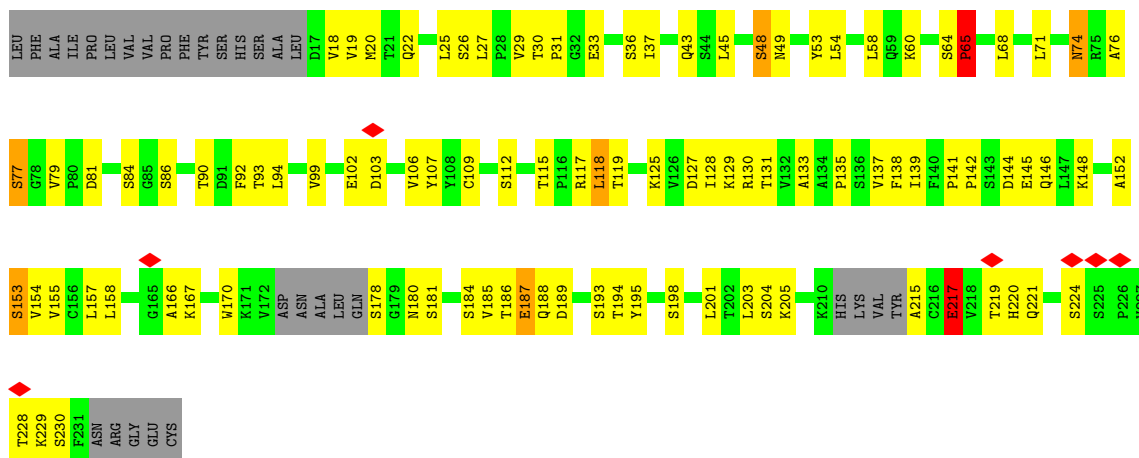 LEU PHE ALA ILE PRO LEU VAL VAL PRO PHE TYR SER HIS SER ALA LEU D17 V18 V19 M20 T21 Q22 L25 S26 L27 P28 V29 T30 P31 G32 E33 S36 I37 Q43 S44 L45 S48 N49 Y53 L54 L58 Q59 K60 S64 P65 L68 L71 N74 R75 A76
S77 G78 V79 P80 D81 S84 G85 S86 T90 D91 F92 T93 L94 V99 E102 D103 V106 Y107 Y108 C109 S112 T115 P116 R117 L118 T119 K125 V126 D127 I128 K129 R130 T131 V132 A133 A134 P135 S136 V137 F138 I139 F140 P141 P142 S143 D144 E145 Q146 L147 K148 A152
S153 V154 V155 C156 L157 L158 G165 A166 K167 W170 K171 V172 ASP ASN ALA LEU GLN S178 G179 N180 S181 S184 V185 T186 E187 Q188 D189 S193 T194 Y195 S198 L201 T202 L203 S204 K205 K210 HIS LYS VAL TYR A215 C216 E217 V218 T219 H220 Q221 S224 S225 P226
T228 K229 S230 F231 ASN ARG GLY GLU CYS